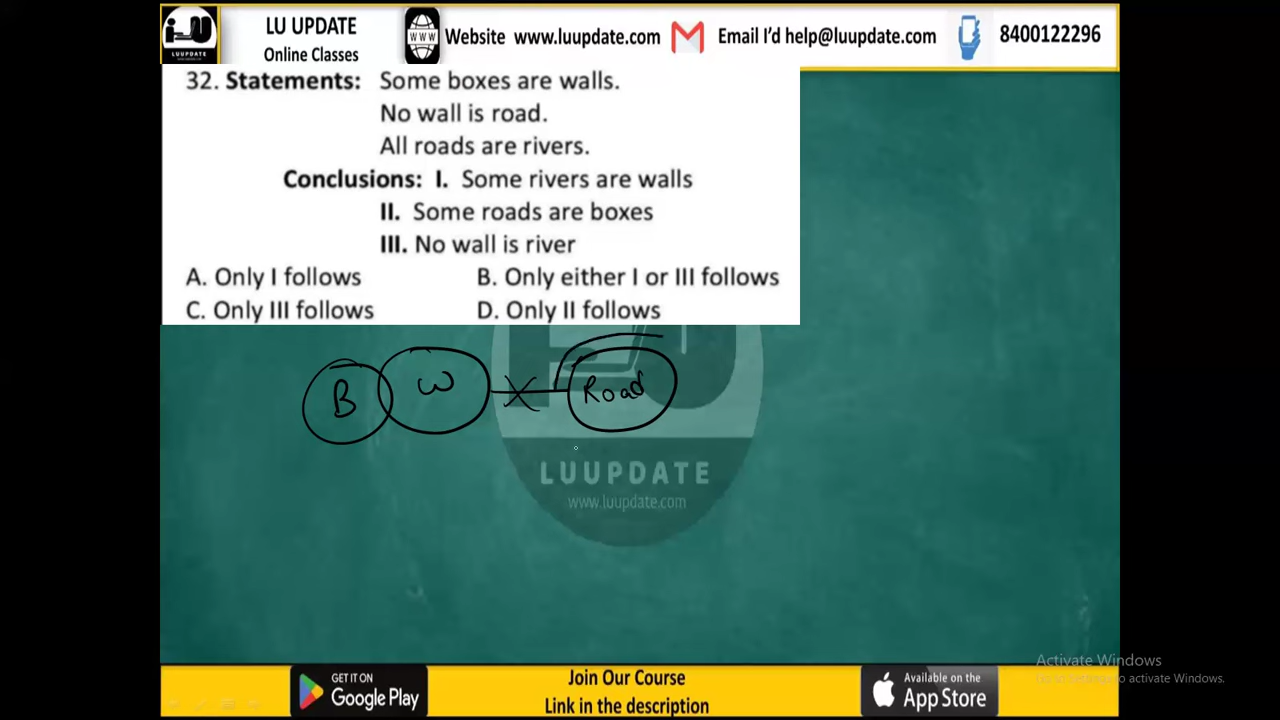 LU UPDATE
Online Classes
LUUPDATE
WWW
Website www.luupdate.com
Email I'd help@luupdate.com
8400122296
32. Statements: Some boxes are walls.
No wall is road.
All roads are rivers.
Conclusions: I. Some rivers are walls
II. Some roads are boxes
III. No wall is river
A. Only I follows B. Only either I or III follows
C. Only III follows D. Only II follows
B W Road
LUUPDATE
www.luupdate.com
Activate Windows
GET IT ON
Google Play
Join Our Course
Link in the description
Available on the
App Store